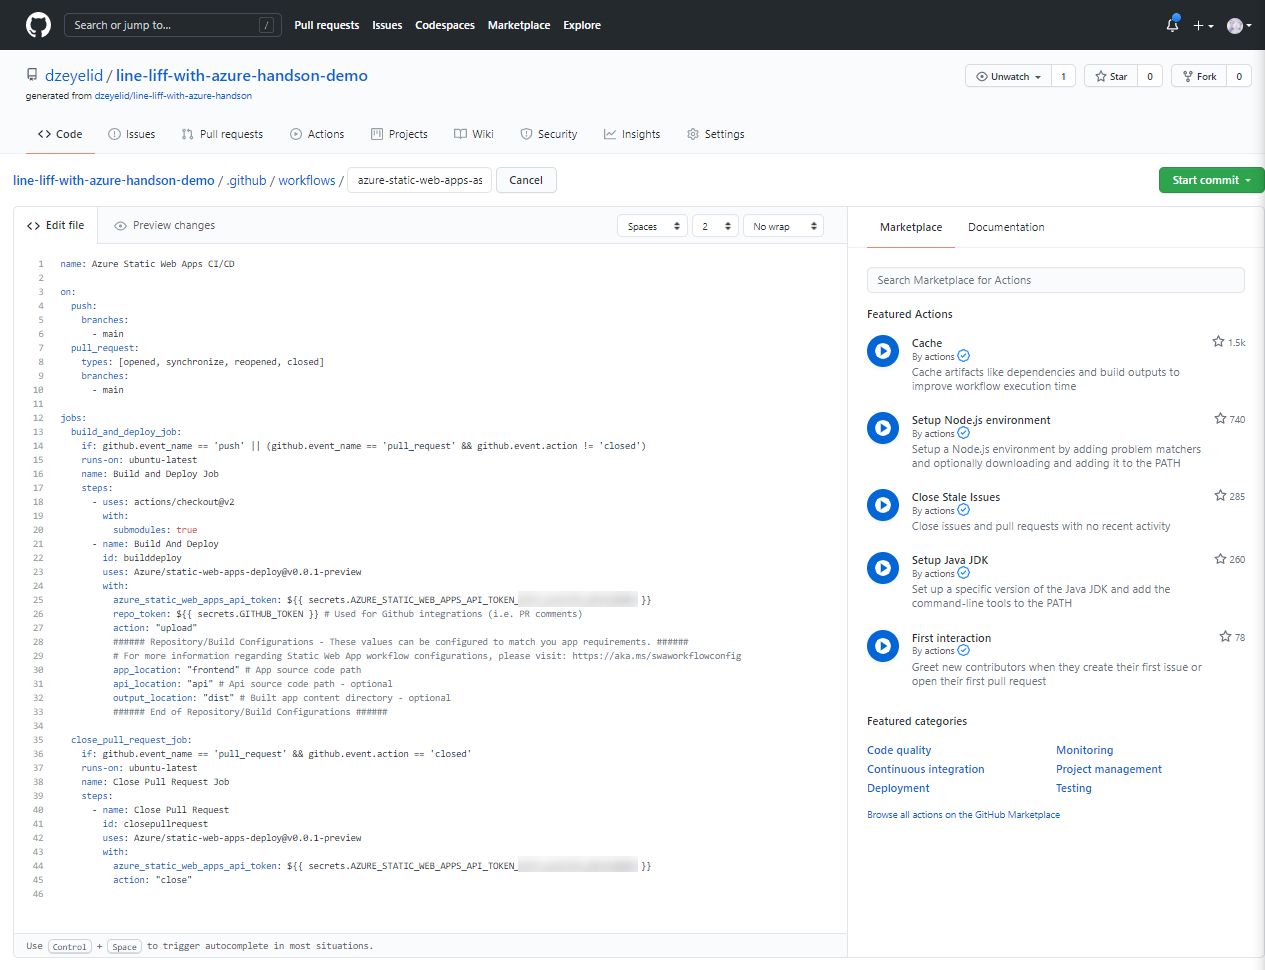 Search or jump to... /
Pull requests Issues Codespaces Marketplace Explore
dzeyelid / line-liff-with-azure-handson-demo
Unwatch 1 Star 0 Fork 0
generated from dzeyelid/line-liff-with-azure-handson
Code Issues Pull requests Actions Projects Wiki Security Insights Settings
line-liff-with-azure-handson-demo / .github / workflows / azure-static-web-apps-as Cancel Start commit
Edit file Preview changes Spaces 2 No wrap
1 name: Azure Static Web Apps CI/CD
2
3 on:
4 push:
5 branches:
6 - main
7 pull_request:
8 types: [opened, synchronize, reopened, closed]
9 branches:
10 - main
11
12 jobs:
13 build_and_deploy_job:
14 if: github.event_name == 'push' || (github.event_name == 'pull_request' && github.event.action != 'closed')
15 runs-on: ubuntu-latest
16 name: Build and Deploy Job
17 steps:
18 - uses: actions/checkout@v2
19 with:
20 submodules: true
21 - name: Build And Deploy
22 id: builddeploy
23 uses: Azure/static-web-apps-deploy@v0.0.1-preview
24 with:
25 azure_static_web_apps_api_token: ${{ secrets.AZURE_STATIC_WEB_APPS_API_TOKEN_ }}
26 repo_token: ${{ secrets.GITHUB_TOKEN }} # Used for Github integrations (i.e. PR comments)
27 action: "upload"
28 ###### Repository/Build Configurations - These values can be configured to match you app requirements. ######
29 # For more information regarding Static Web App workflow configurations, please visit: https://aka.ms/swaworkflowconfig
30 app_location: "frontend" # App source code path
31 api_location: "api" # Api source code path - optional
32 output_location: "dist" # Built app content directory - optional
33 ###### End of Repository/Build Configurations ######
34
35 close_pull_request_job:
36 if: github.event_name == 'pull_request' && github.event.action == 'closed'
37 runs-on: ubuntu-latest
38 name: Close Pull Request Job
39 steps:
40 - name: Close Pull Request
41 id: closepullrequest
42 uses: Azure/static-web-apps-deploy@v0.0.1-preview
43 with:
44 azure_static_web_apps_api_token: ${{ secrets.AZURE_STATIC_WEB_APPS_API_TOKEN_ }}
45 action: "close"
46
Use Control + Space to trigger autocomplete in most situations.
Marketplace Documentation
Search Marketplace for Actions
Featured Actions
Cache 1.5k
By actions
Cache artifacts like dependencies and build outputs to
improve workflow execution time
Setup Node.js environment 740
By actions
Setup a Node.js environment by adding problem matchers
and optionally downloading and adding it to the PATH
Close Stale Issues 285
By actions
Close issues and pull requests with no recent activity
Setup Java JDK 260
By actions
Set up a specific version of the Java JDK and add the
command-line tools to the PATH
First interaction 78
By actions
Greet new contributors when they create their first issue or
open their first pull request
Featured categories
Code quality Monitoring
Continuous integration Project management
Deployment Testing
Browse all actions on the GitHub Marketplace